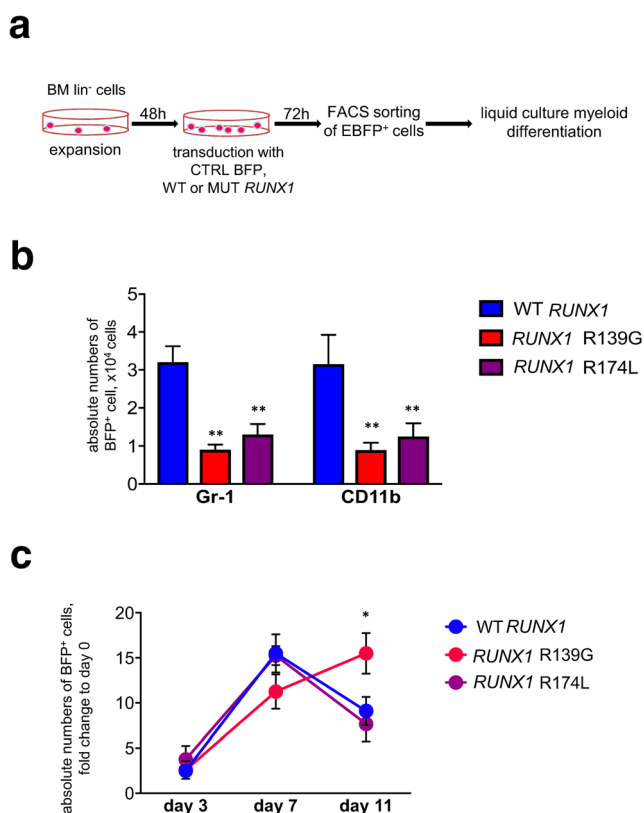 a
BM lin⁻ cells
48h
72h
FACS sorting
of EBFP⁺ cells
liquid culture myeloid
differentiation
expansion
transduction with
CTRL BFP,
WT or MUT RUNX1
b
absolute numbers of
BFP⁺ cell, x10⁴ cells
5
4
3
2
1
0
**
**
**
**
Gr-1
CD11b
WT RUNX1
RUNX1 R139G
RUNX1 R174L
c
absolute numbers of BFP⁺ cells,
fold change to day 0
20
15
10
5
0
*
day 3
day 7
day 11
WT RUNX1
RUNX1 R139G
RUNX1 R174L